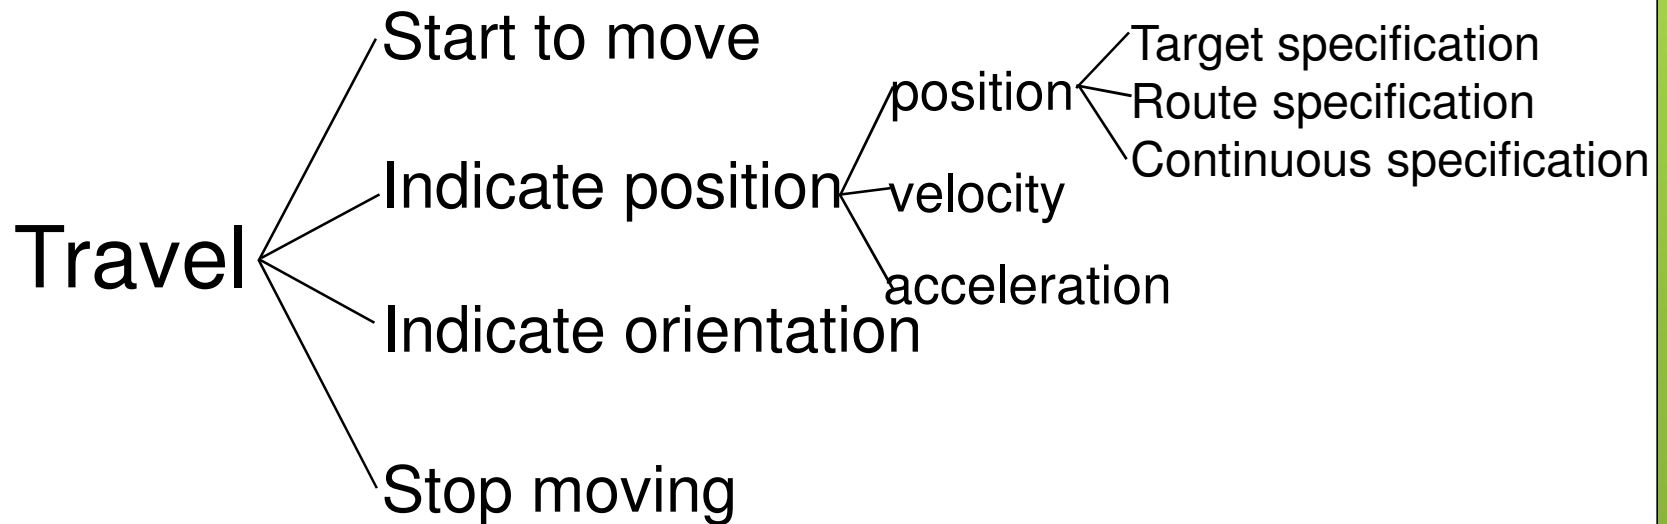 Travel
Start to move
Indicate position
position
Target specification
Route specification
Continuous specification
velocity
acceleration
Indicate orientation
Stop moving